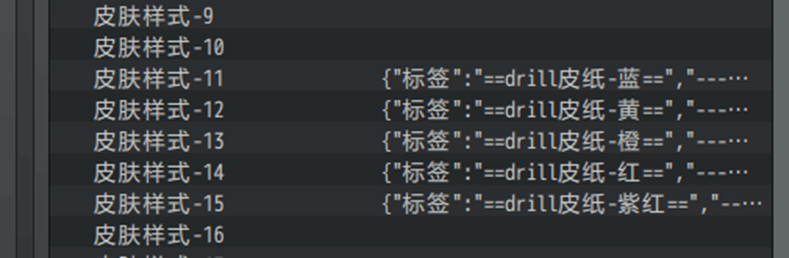 皮肤样式-9
皮肤样式-10
皮肤样式-11 {"标签":"==drill皮纸-蓝==","---…
皮肤样式-12 {"标签":"==drill皮纸-黄==","---…
皮肤样式-13 {"标签":"==drill皮纸-橙==","---…
皮肤样式-14 {"标签":"==drill皮纸-红==","---…
皮肤样式-15 {"标签":"==drill皮纸-紫红==","--…
皮肤样式-16